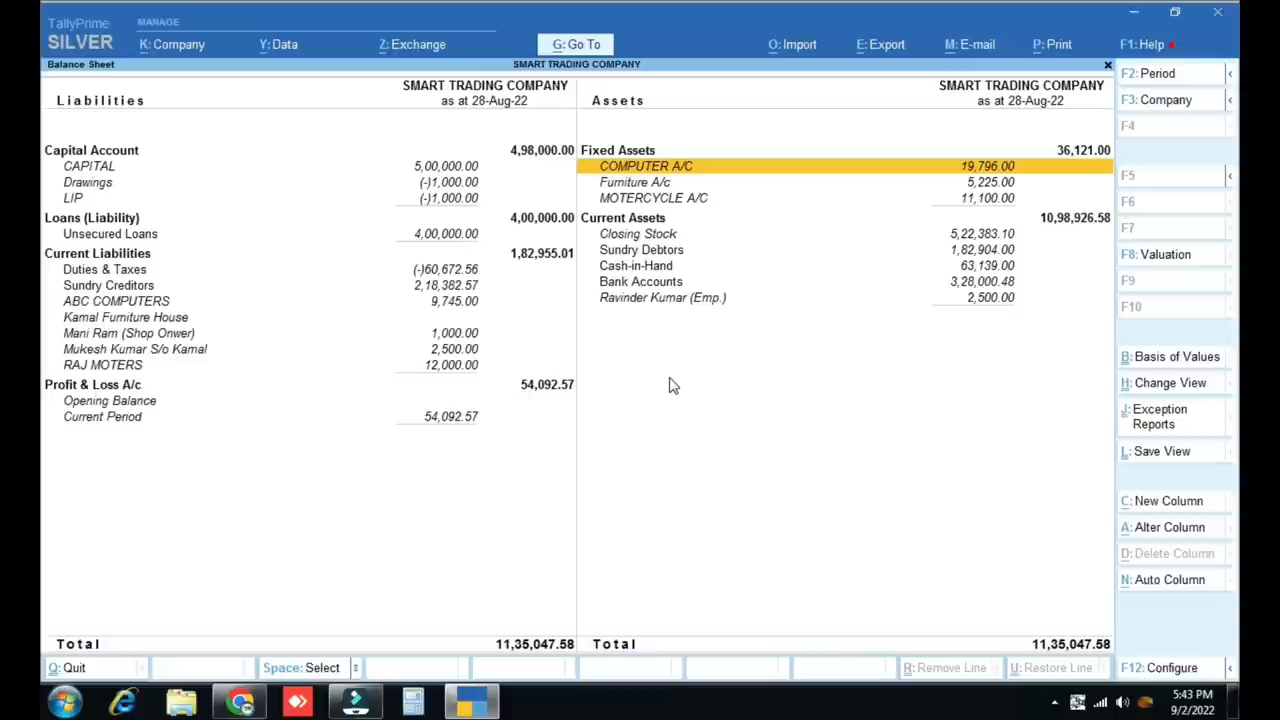 TallyPrime
MANAGE
SILVER
K: Company
Y: Data
Z: Exchange
G: Go To
O: Import
E: Export
M: E-mail
P: Print
F1: Help
Balance Sheet
SMART TRADING COMPANY
Liabilities
SMART TRADING COMPANY
as at 28-Aug-22
Assets
SMART TRADING COMPANY
as at 28-Aug-22
Capital Account 4,98,000.00
CAPITAL 5,00,000.00
Drawings (-)1,000.00
LIP (-)1,000.00
Loans (Liability) 4,00,000.00
Unsecured Loans 4,00,000.00
Current Liabilities 1,82,955.01
Duties & Taxes (-)60,672.56
Sundry Creditors 2,18,382.57
ABC COMPUTERS 9,745.00
Kamal Furniture House
Mani Ram (Shop Onwer) 1,000.00
Mukesh Kumar S/o Kamal 2,500.00
RAJ MOTERS 12,000.00
Profit & Loss A/c 54,092.57
Opening Balance
Current Period 54,092.57
Total 11,35,047.58
Fixed Assets 36,121.00
COMPUTER A/C 19,796.00
Furniture A/c 5,225.00
MOTERCYCLE A/C 11,100.00
Current Assets 10,98,926.58
Closing Stock 5,22,383.10
Sundry Debtors 1,82,904.00
Cash-in-Hand 63,139.00
Bank Accounts 3,28,000.48
Ravinder Kumar (Emp.) 2,500.00
Total 11,35,047.58
F2: Period
F3: Company
F4
F5
F6
F7
F8: Valuation
F9
F10
B: Basis of Values
H: Change View
J: Exception
Reports
L: Save View
C: New Column
A: Alter Column
D: Delete Column
N: Auto Column
Q: Quit
Space: Select
R: Remove Line
U: Restore Line
F12: Configure
5:43 PM
9/2/2022